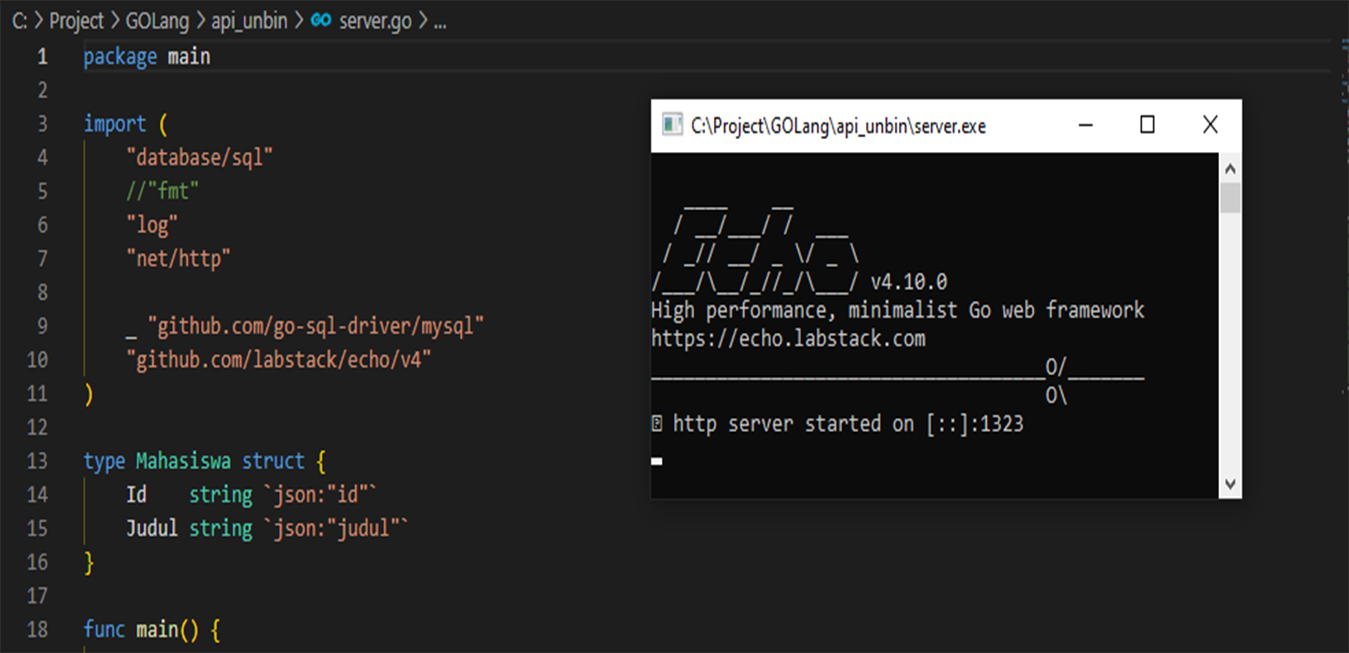 C: > Project > GOLang > api_unbin > GO server.go > ...
1 package main
2
3 import (
4 "database/sql"
5 //"fmt"
6 "log"
7 "net/http"
8
9 _ "github.com/go-sql-driver/mysql"
10 "github.com/labstack/echo/v4"
11 )
12
13 type Mahasiswa struct {
14 Id    string `json:"id"`
15 Judul string `json:"judul"`
16 }
17
18 func main() {
C:\Project\GOLang\api_unbin\server.exe
   ____    __
  / __/___/ /  ___
 / _// __/ _ \/ _ \
/___/\__/_//_/\___/ v4.10.0
High performance, minimalist Go web framework
https://echo.labstack.com
____________________________________O/_______
                                    O\
http server started on [::]:1323